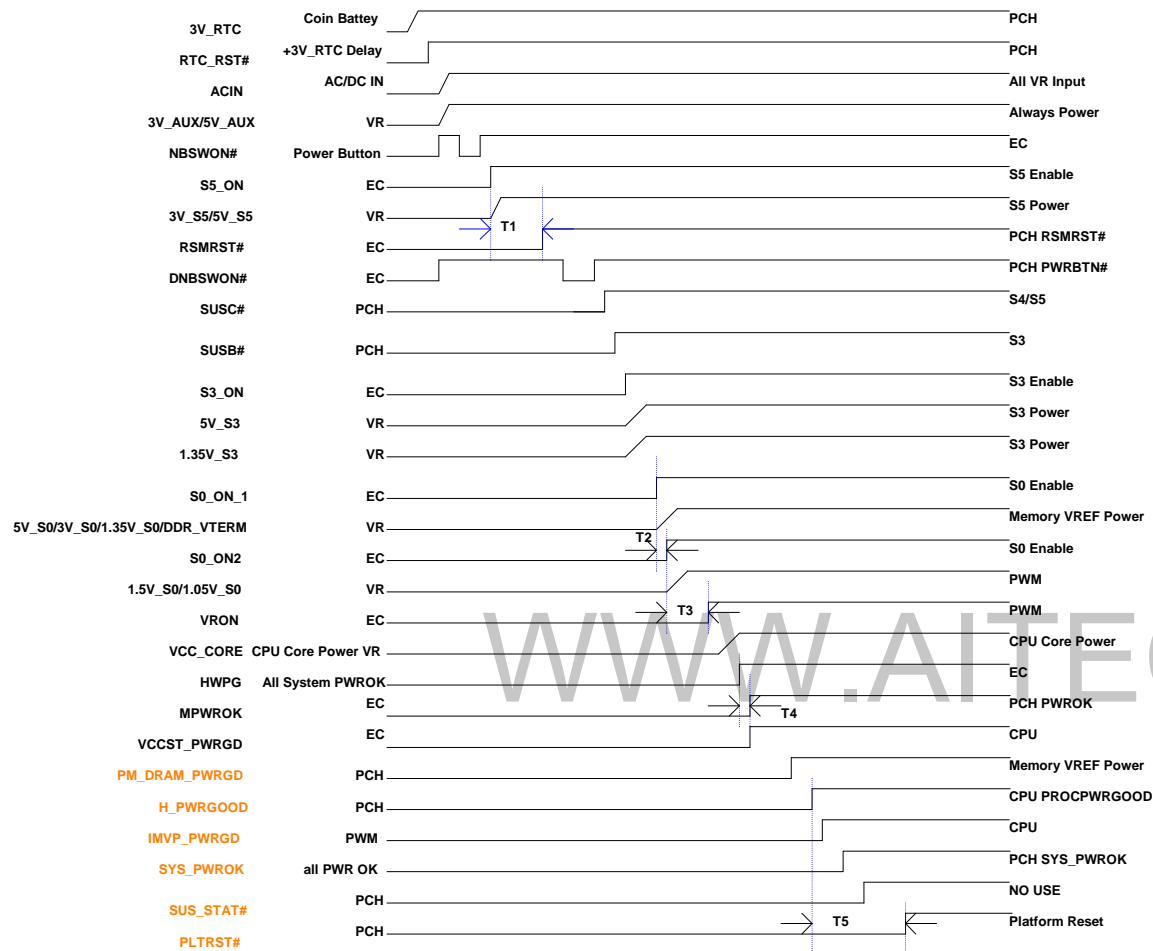 3V_RTC Coin Battey PCH
RTC_RST# +3V_RTC Delay PCH
ACIN AC/DC IN All VR Input
3V_AUX/5V_AUX VR Always Power
NBSWON# Power Button EC
S5_ON EC S5 Enable
3V_S5/5V_S5 VR S5 Power
T1
RSMRST# EC PCH RSMRST#
DNBSWON# EC PCH PWRBTN#
SUSC# PCH S4/S5
SUSB# PCH S3
S3_ON EC S3 Enable
5V_S3 VR S3 Power
1.35V_S3 VR S3 Power
S0_ON_1 EC S0 Enable
5V_S0/3V_S0/1.35V_S0/DDR_VTERM VR Memory VREF Power
T2
S0_ON2 EC S0 Enable
1.5V_S0/1.05V_S0 VR PWM
T3
VRON EC PWM
WWW.AITE
VCC_CORE CPU Core Power VR CPU Core Power
HWPG All System PWROK EC
MPWROK EC T4 PCH PWROK
VCCST_PWRGD EC CPU
PM_DRAM_PWRGD PCH Memory VREF Power
H_PWRGOOD PCH CPU PROCPWRGOOD
IMVP_PWRGD PWM CPU
SYS_PWROK all PWR OK PCH SYS_PWROK
SUS_STAT# PCH NO USE
T5
PLTRST# PCH Platform Reset